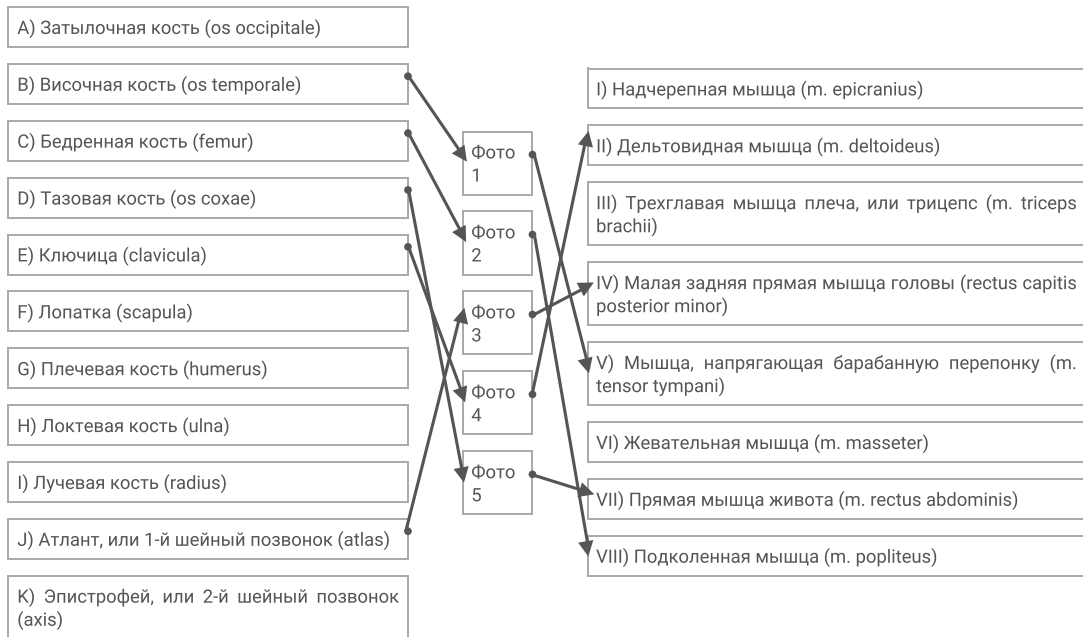 A) Затылочная кость (os occipitale)
B) Височная кость (os temporale)
C) Бедренная кость (femur)
D) Тазовая кость (os coxae)
E) Ключица (clavicula)
F) Лопатка (scapula)
G) Плечевая кость (humerus)
H) Локтевая кость (ulna)
I) Лучевая кость (radius)
J) Атлант, или 1-й шейный позвонок (atlas)
K) Эпистрофей, или 2-й шейный позвонок
(axis)
Фото
1
Фото
2
Фото
3
Фото
4
Фото
5
I) Надчерепная мышца (m. epicranius)
II) Дельтовидная мышца (m. deltoideus)
III) Трехглавая мышца плеча, или трицепс (m. triceps
brachii)
IV) Малая задняя прямая мышца головы (rectus capitis
posterior minor)
V) Мышца, напрягающая барабанную перепонку (m.
tensor tympani)
VI) Жевательная мышца (m. masseter)
VII) Прямая мышца живота (m. rectus abdominis)
VIII) Подколенная мышца (m. popliteus)